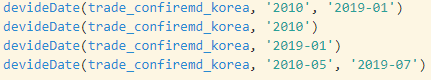 devideDate(trade_confiremd_korea, '2010', '2019-01')
devideDate(trade_confiremd_korea, '2010')
devideDate(trade_confiremd_korea, '2019-01')
devideDate(trade_confiremd_korea, '2010-05', '2019-07')